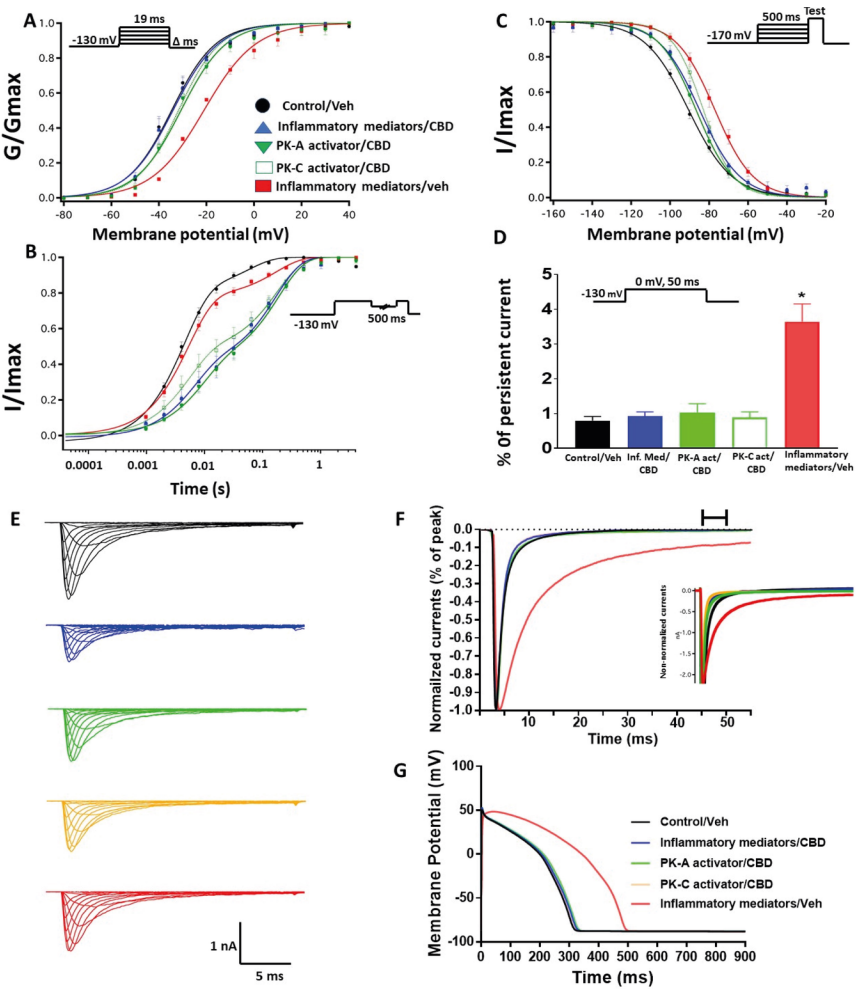 A
19 ms
-130 mV
Δ ms
G/Gmax
1.0
0.8
0.6
0.4
0.2
0.0
-80
-60
-40
-20
0
20
40
Membrane potential (mV)
Control/Veh
Inflammatory mediators/CBD
PK-A activator/CBD
PK-C activator/CBD
Inflammatory mediators/veh
C
Test
500 ms
-170 mV
I/Imax
1.0
0.8
0.6
0.4
0.2
0.0
-160
-140
-120
-100
-80
-60
-40
-20
Membrane potential (mV)
B
I/Imax
1.0
0.8
0.6
0.4
0.2
0.0
-130 mV
500 ms
0.0001
0.001
0.01
0.1
1
Time (s)
D
% 0f persistent current
5
4
3
2
1
0
0 mV, 50 ms
-130 mV
*
Control/Veh
Inf. Med/
CBD
PK-A act/
CBD
PK-C act/
CBD
Inflammatory
mediators/Veh
E
1 nA
5 ms
F
Normalized currents (% of peak)
0.0
-0.1
-0.2
-0.3
-0.4
-0.5
-0.6
-0.7
-0.8
-0.9
-1.0
10
20
30
40
50
Time (ms)
Non-normalized currents
nA
0.0
-0.5
-1.0
-1.5
-2.0
G
Membrane Potential (mV)
100
50
0
-50
-100
0
100
200
300
400
500
600
700
800
900
Time (ms)
Control/Veh
Inflammatory mediators/CBD
PK-A activator/CBD
PK-C activator/CBD
Inflammatory mediators/Veh